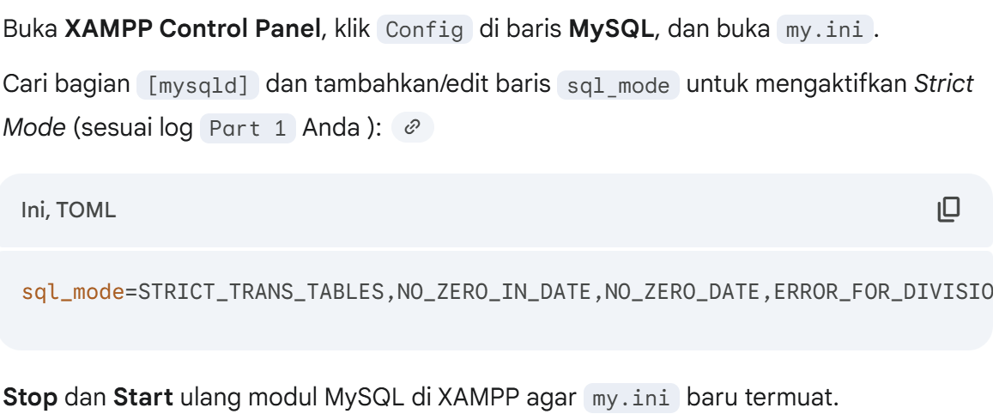 Buka XAMPP Control Panel, klik Config di baris MySQL, dan buka my.ini.
Cari bagian [mysqld] dan tambahkan/edit baris sql_mode untuk mengaktifkan Strict
Mode (sesuai log Part 1 Anda ):
Ini, TOML
sql_mode=STRICT_TRANS_TABLES,NO_ZERO_IN_DATE,NO_ZERO_DATE,ERROR_FOR_DIVISIO
Stop dan Start ulang modul MySQL di XAMPP agar my.ini baru termuat.